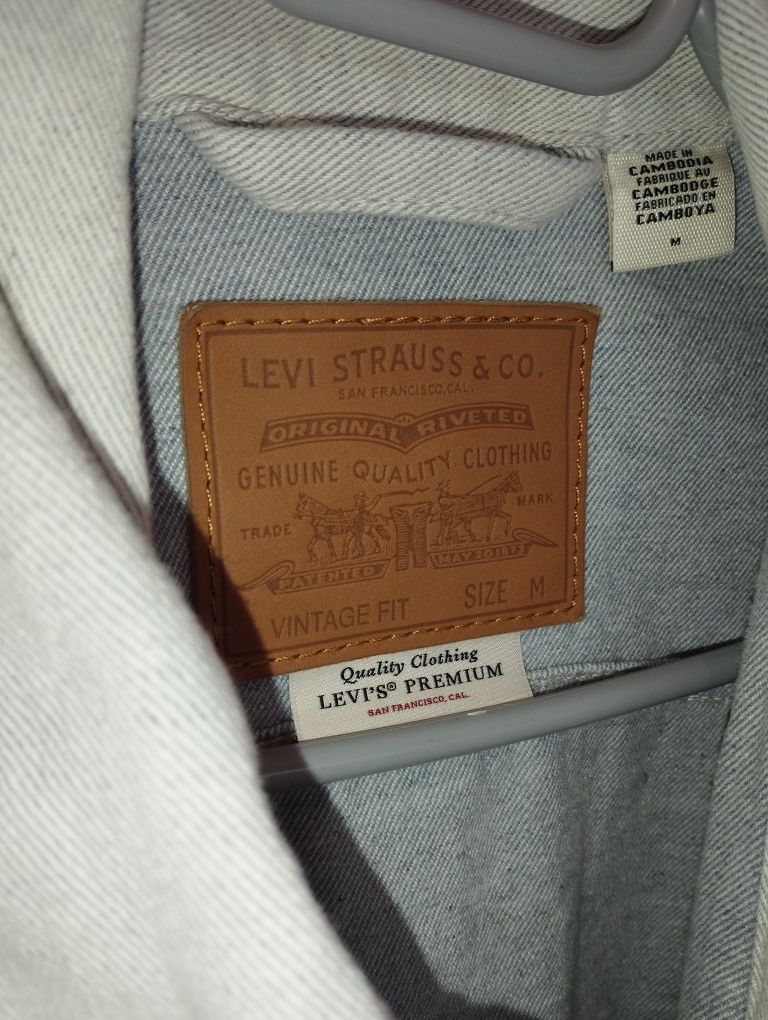 MADE IN
CAMBODIA
FABRIQUE AU
CAMBODGE
FABRICADO EN
CAMBOYA
M
LEVI STRAUSS & CO.
SAN FRANCISCO, CAL.
ORIGINAL RIVETED
GENUINE QUALITY CLOTHING
TRADE MARK
PATENTED MAY 20 1873
VINTAGE FIT SIZE M
Quality Clothing
LEVI'S® PREMIUM
SAN FRANCISCO, CAL.